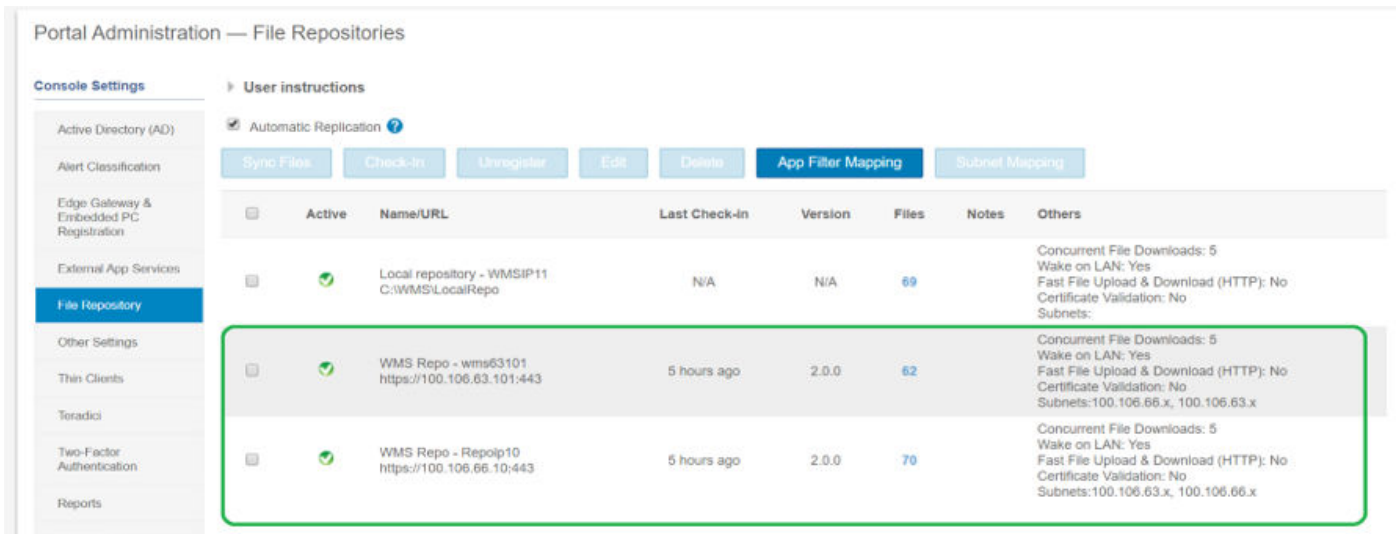 Portal Administration — File Repositories
Console Settings
Active Directory (AD)
Alert Classification
Edge Gateway &
Embedded PC
Registration
External App Services
File Repository
Other Settings
Thin Clients
Teradici
Two-Factor
Authentication
Reports
User instructions
Automatic Replication ?
Sync Files Check-In Unregister Edit Delete App Filter Mapping Subnet Mapping
Active Name/URL Last Check-in Version Files Notes Others
Local repository - WMSIP11
C:\WMS\LocalRepo
N/A N/A 69
Concurrent File Downloads: 5
Wake on LAN: Yes
Fast File Upload & Download (HTTP): No
Certificate Validation: No
Subnets:
WMS Repo - wms63101
https://100.106.63.101:443
5 hours ago 2.0.0 62
Concurrent File Downloads: 5
Wake on LAN: Yes
Fast File Upload & Download (HTTP): No
Certificate Validation: No
Subnets:100.106.66.x, 100.106.63.x
WMS Repo - Repoip10
https://100.106.66.10:443
5 hours ago 2.0.0 70
Concurrent File Downloads: 5
Wake on LAN: Yes
Fast File Upload & Download (HTTP): No
Certificate Validation: No
Subnets:100.106.63.x, 100.106.66.x